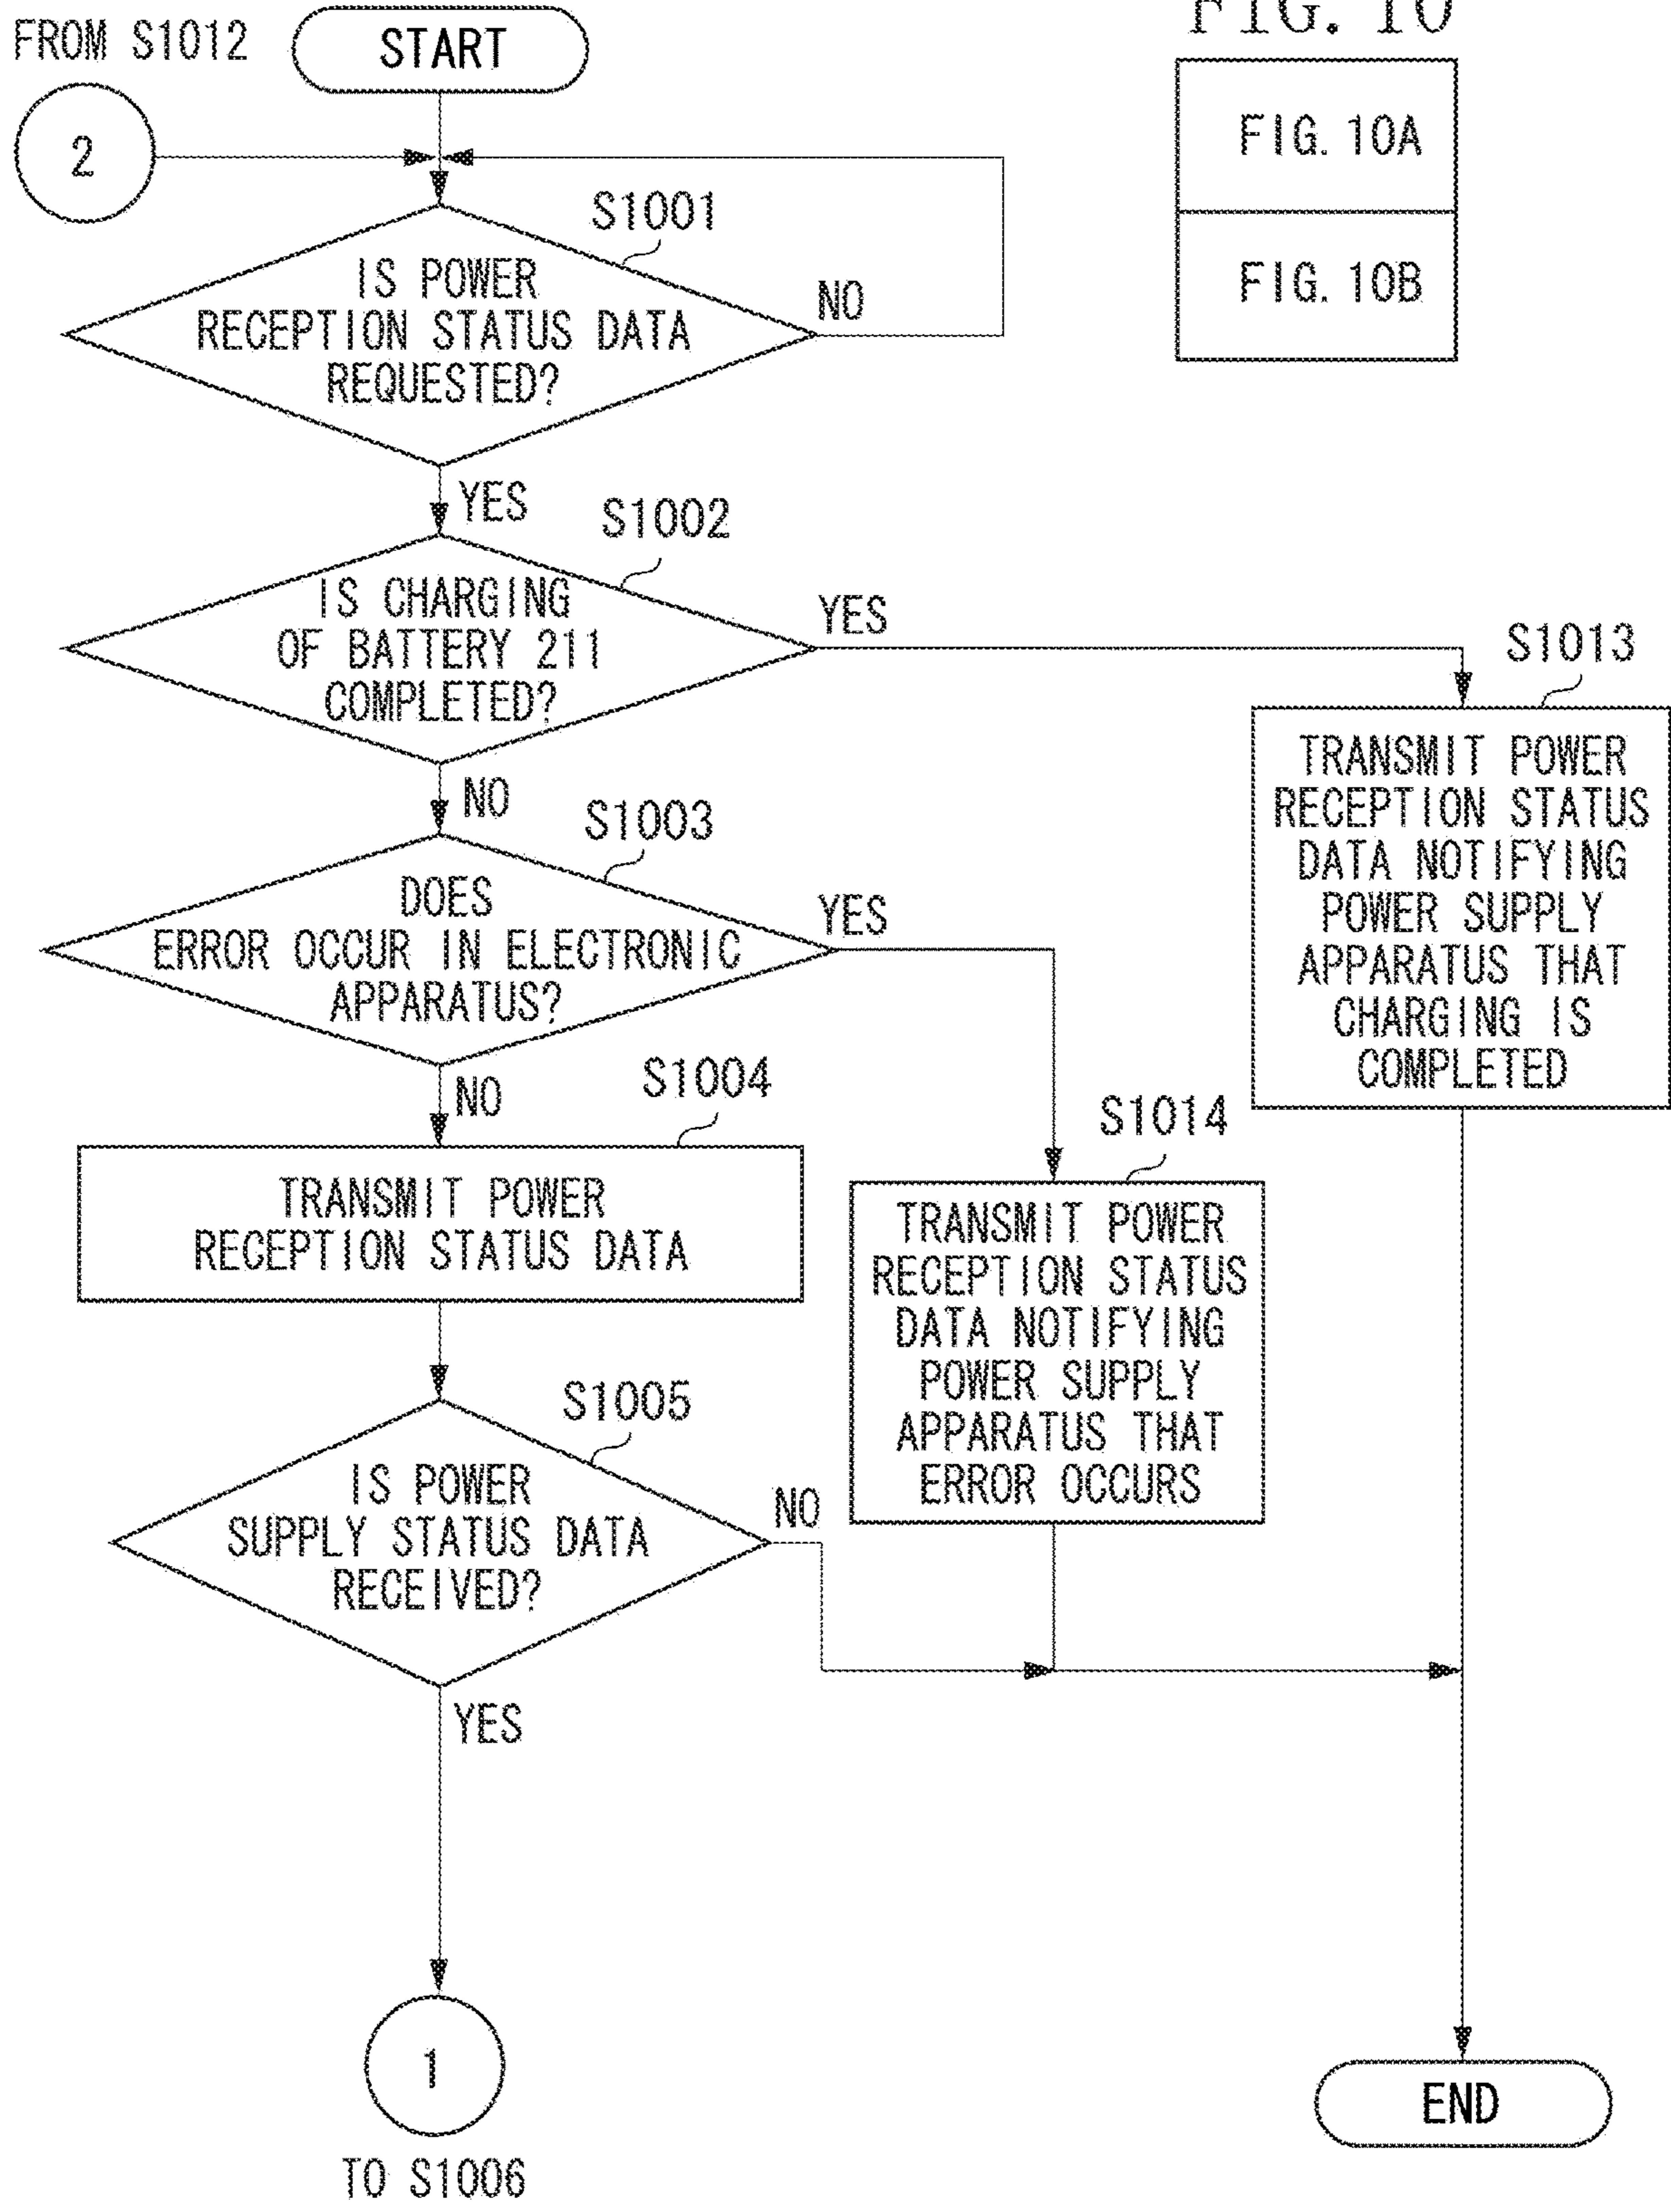 FIG. 10
FIG. 10A
FIG. 10B
FROM S1012
START
2
S1001
IS POWER
RECEPTION STATUS DATA
REQUESTED?
NO
YES
S1002
IS CHARGING
OF BATTERY 211
COMPLETED?
YES
NO
S1013
TRANSMIT POWER
RECEPTION STATUS
DATA NOTIFYING
POWER SUPPLY
APPARATUS THAT
CHARGING IS
COMPLETED
S1003
DOES
ERROR OCCUR IN ELECTRONIC
APPARATUS?
YES
NO
S1004
TRANSMIT POWER
RECEPTION STATUS DATA
S1014
TRANSMIT POWER
RECEPTION STATUS
DATA NOTIFYING
POWER SUPPLY
APPARATUS THAT
ERROR OCCURS
S1005
IS POWER
SUPPLY STATUS DATA
RECEIVED?
NO
YES
1
TO S1006
END